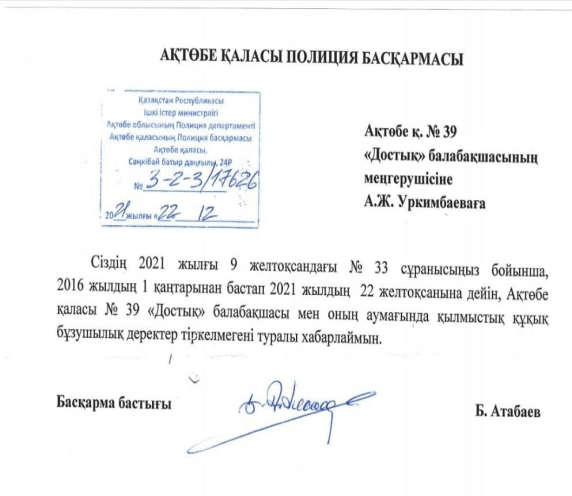 АҚТӨБЕ ҚАЛАСЫ ПОЛИЦИЯ БАСҚАРМАСЫ
Қазақстан Республикасы
Ішкі істер министрлігі
Ақтөбе облысының Полиция департаменті
Ақтөбе қаласының Полиция басқармасы
Ақтөбе қаласы.
Саңкібай батыр даңғылы, 24Р
№ 3-2-3/17626
2021 жылғы «22 12
Ақтөбе қ. № 39
«Достық» балабақшасының
меңгерушісіне
А.Ж. Уркимбаеваға
Сіздің 2021 жылғы 9 желтоқсандағы № 33 сұранысыңыз бойынша,
2016 жылдың 1 қаңтарынан бастап 2021 жылдың 22 желтоқсанына дейін, Ақтөбе
қаласы № 39 «Достық» балабақшасы мен оның аумағында қылмыстық құқық
бұзушылық деректер тіркелмегені туралы хабарлаймын.
Басқарма бастығы
Б. Атабаев